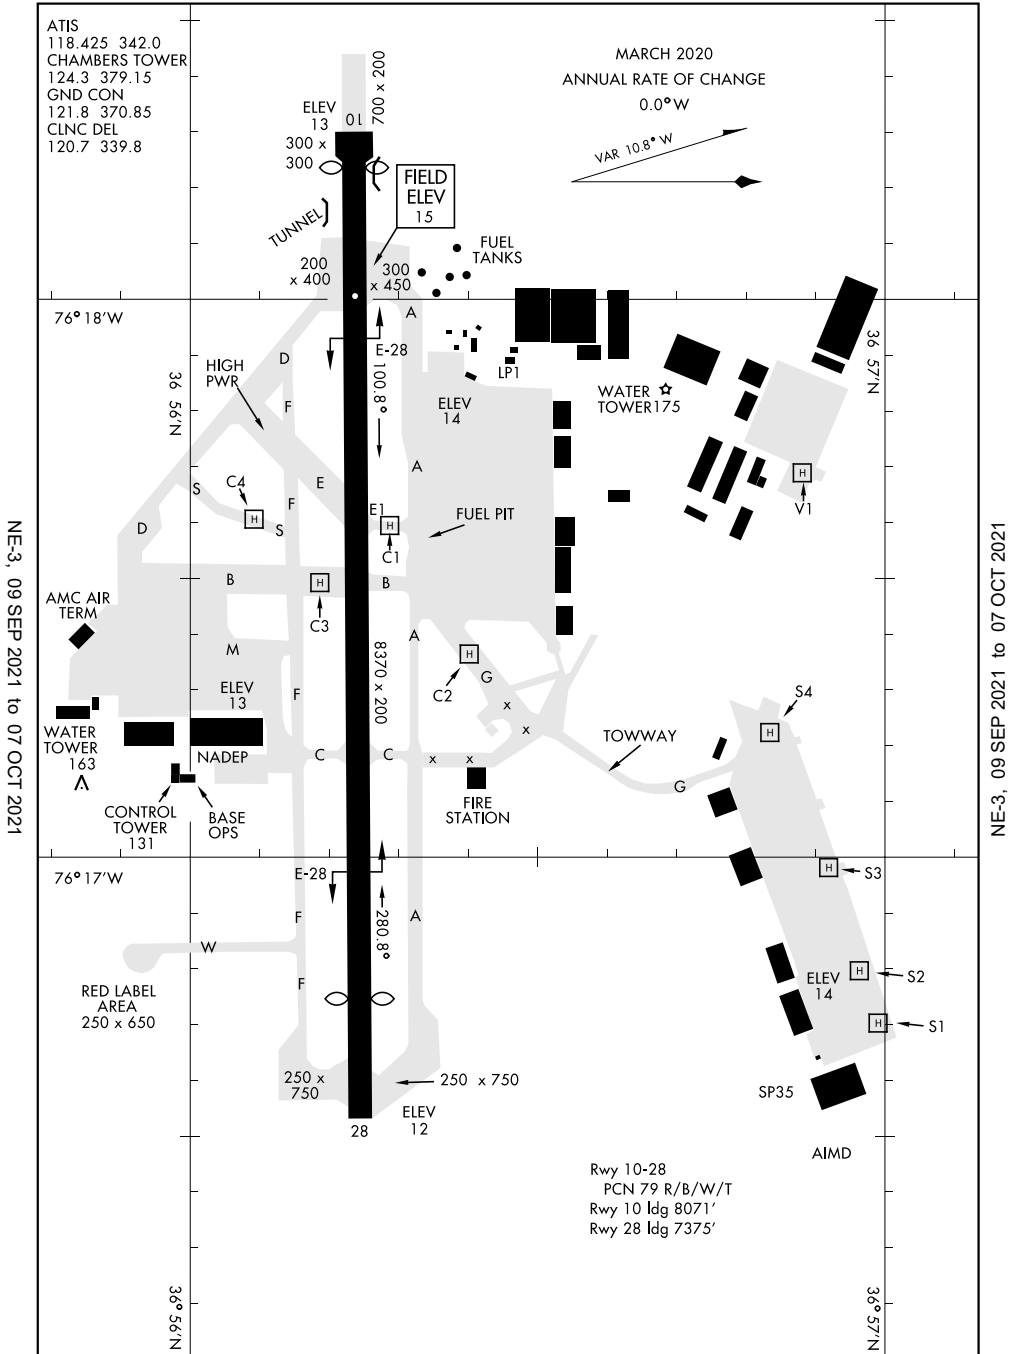 ATIS
118.425 342.0
CHAMBERS TOWER
124.3 379.15
GND CON
121.8 370.85
CLNC DEL
120.7 339.8
MARCH 2020
ANNUAL RATE OF CHANGE
0.0° W
VAR 10.8° W
700 x 200
ELEV
13
10
300 x
300
FIELD
ELEV
15
TUNNEL
FUEL
TANKS
200
x 400
300
x 450
76° 18'W
A
E-28
D
HIGH
PWR
100.8°
LP1
36 57'N
36 56'N
F
ELEV
14
WATER
TOWER 175
A
S
C4
E
H
V1
F
E1
FUEL PIT
H
H
D
S
C1
B
H
B
AMC AIR
TERM
C3
M
A
8370 x 200
H
C2
G
ELEV
13
F
x
S4
WATER
TOWER
163
x
H
TOWWAY
NADEP
C
C
x
x
G
CONTROL
TOWER
131
BASE
OPS
FIRE
STATION
76° 17'W
E-28
H
S3
280.8°
F
A
W
RED LABEL
AREA
250 x 650
F
ELEV
14
H
S2
H
S1
250 x
750
250 x 750
SP35
ELEV
12
28
AIMD
Rwy 10-28
PCN 79 R/B/W/T
Rwy 10 ldg 8071'
Rwy 28 ldg 7375'
36° 56'N
36° 57'N
NE-3, 09 SEP 2021 to 07 OCT 2021
NE-3, 09 SEP 2021 to 07 OCT 2021